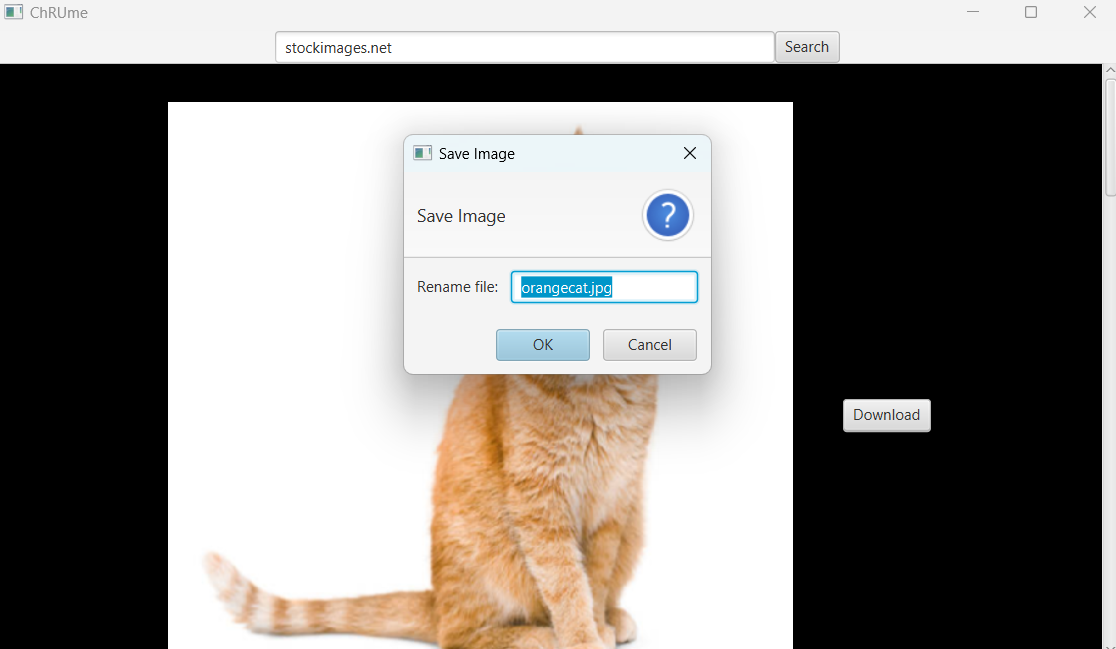 ChRUme
stockimages.net
Search
Save Image
Save Image
?
Rename file:
orangecat.jpg
OK
Cancel
Download